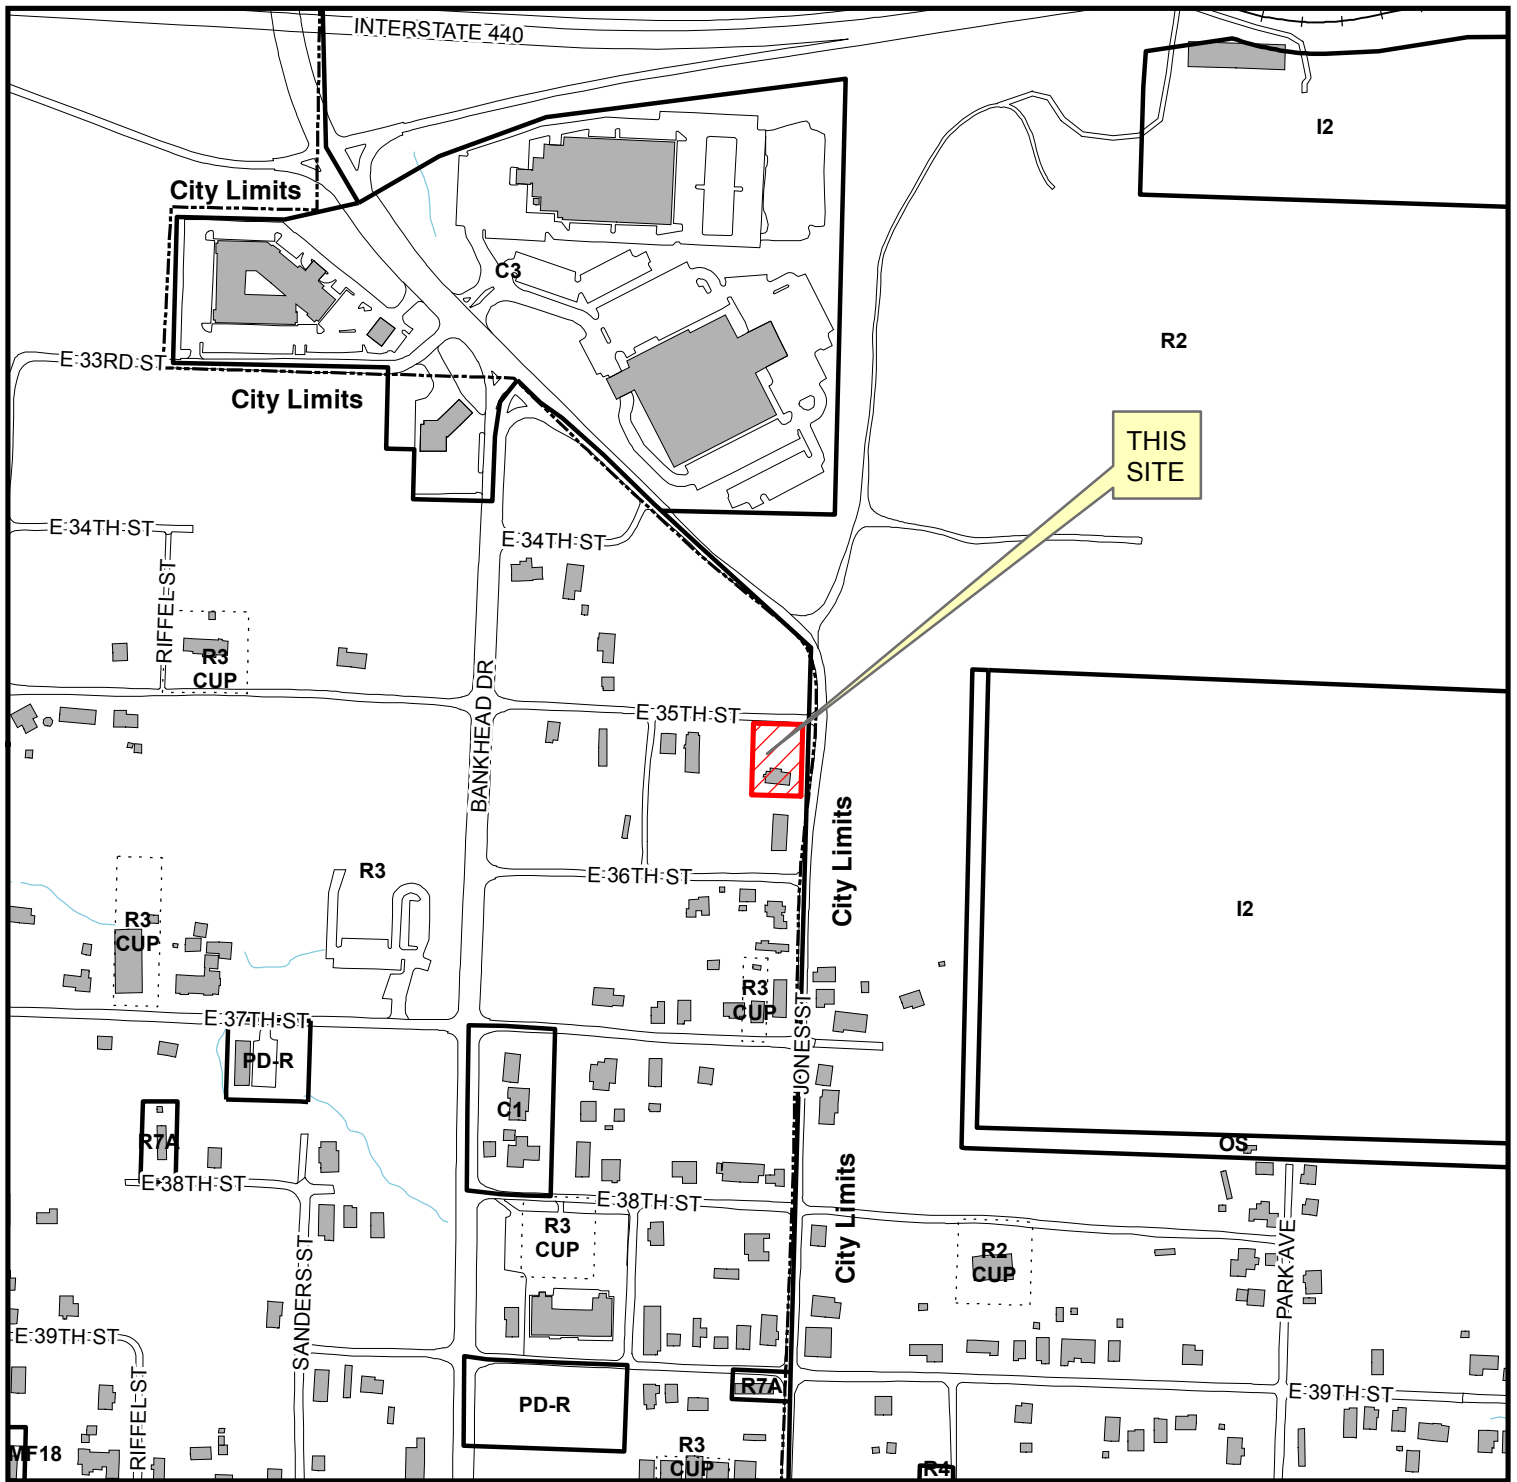 INTERSTATE 440
I2
City Limits
C3
R2
E 33RD ST
City Limits
THIS
SITE
E 34TH ST
E 34TH ST
RIFFEL ST
R3
CUP
BANKHEAD DR
E 35TH ST
City Limits
R3
E 36TH ST
I2
R3
CUP
R3
CUP
E 37TH ST
JONES ST
PD-R
C1
R7A
OS
E 38TH ST
E 38TH ST
City Limits
R3
CUP
R2
CUP
PARK AVE
SANDERS ST
E 39TH ST
RIFFEL ST
R7A
E 39TH ST
PD-R
MF18
R3
CUP
R4